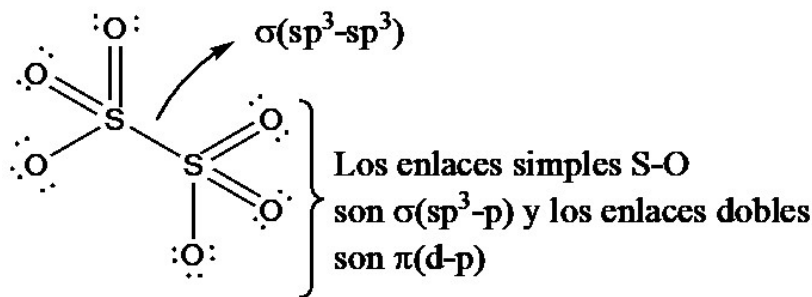 O
σ(sp³-sp³)
O
S
O
O
S
Los enlaces simples S-O
O
son σ(sp³-p) y los enlaces dobles
O
son π(d-p)